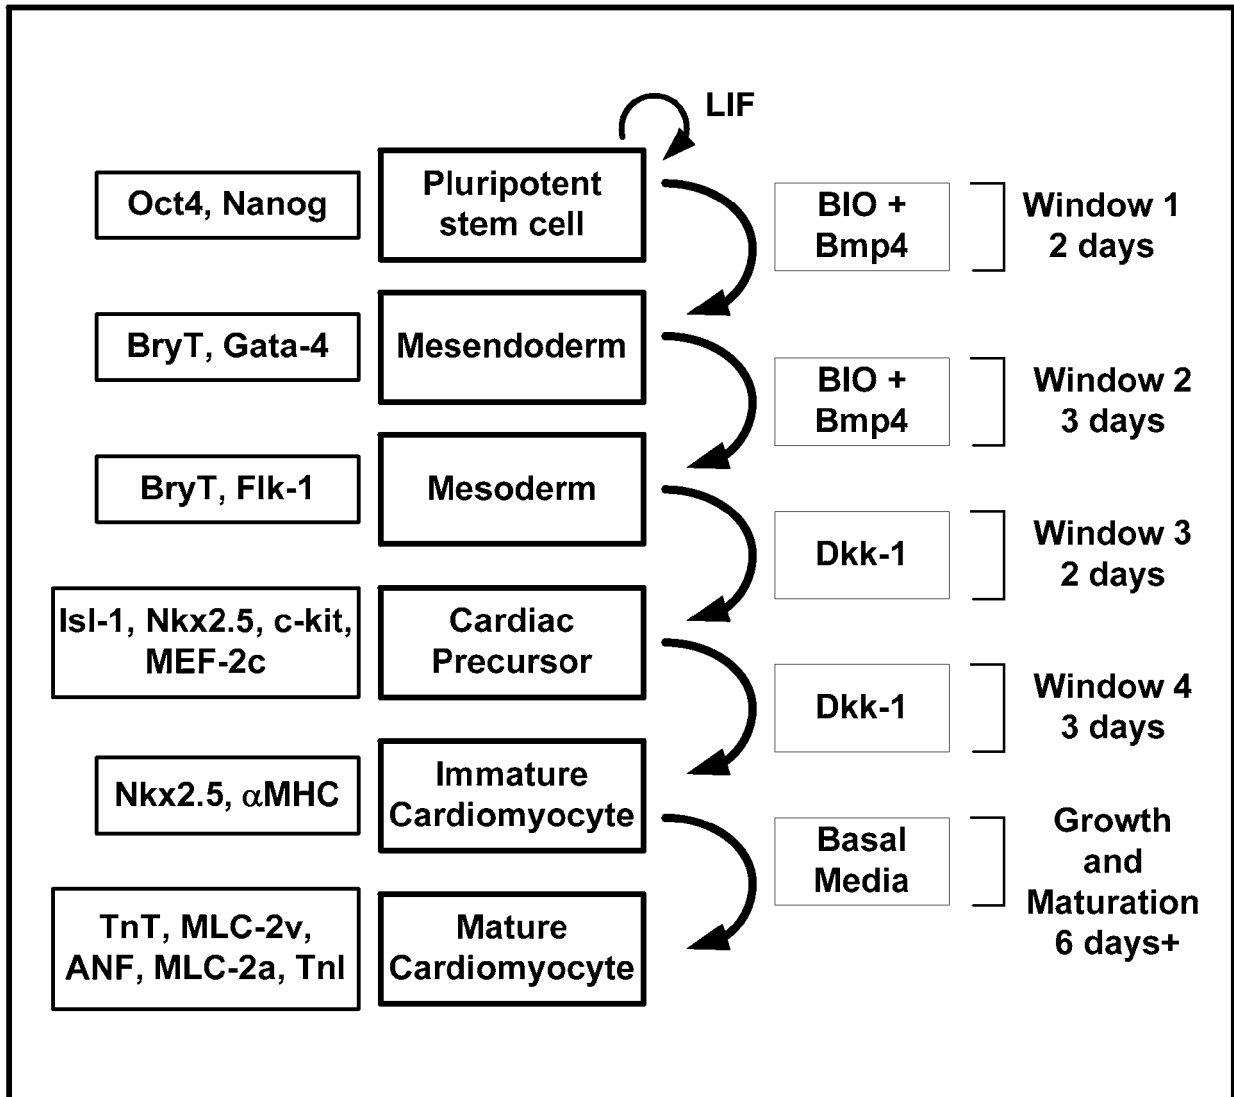 LIF
Oct4, Nanog
Pluripotent
stem cell
BIO +
Bmp4
Window 1
2 days
BryT, Gata-4
Mesendoderm
BIO +
Bmp4
Window 2
3 days
BryT, Flk-1
Mesoderm
Dkk-1
Window 3
2 days
Isl-1, Nkx2.5, c-kit,
MEF-2c
Cardiac
Precursor
Dkk-1
Window 4
3 days
Nkx2.5, αMHC
Immature
Cardiomyocyte
Basal
Media
Growth
and
Maturation
6 days+
TnT, MLC-2v,
ANF, MLC-2a, TnI
Mature
Cardiomyocyte